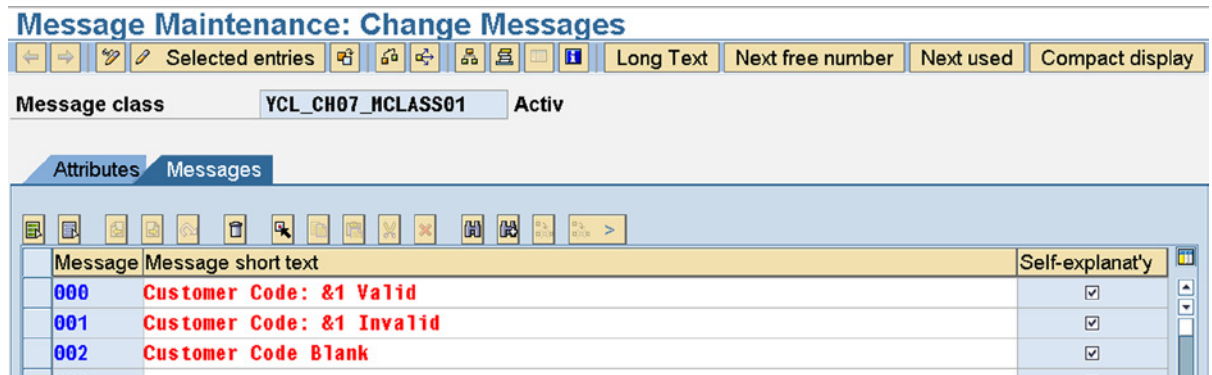 Message Maintenance: Change Messages
Selected entries Long Text Next free number Next used Compact display
Message class YCL_CH07_MCLASS01 Activ
Attributes Messages
Message Message short text Self-explanat'y
000 Customer Code: &1 Valid
001 Customer Code: &1 Invalid
002 Customer Code Blank